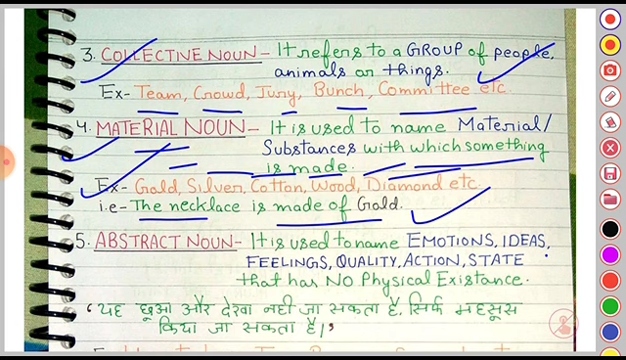 3. COLLECTIVE NOUN- It refers to a GROUP of people,
animals or things.
Ex- Team, Crowd, Jury, Bunch, Committee etc.
4. MATERIAL NOUN- It is used to name Material/
Substances with which something
is made.
Ex- Gold, Silver, Cotton, Wood, Diamond etc
i.e- The necklace is made of Gold.
5. ABSTRACT NOUN- It is used to name EMOTIONS, IDEAS,
FEELINGS, QUALITY, ACTION, STATE
that has NO Physical Existance.
"यह छूआ और देखा नही जा सकता है, सिर्फ महसूस
किया जा सकता है।"